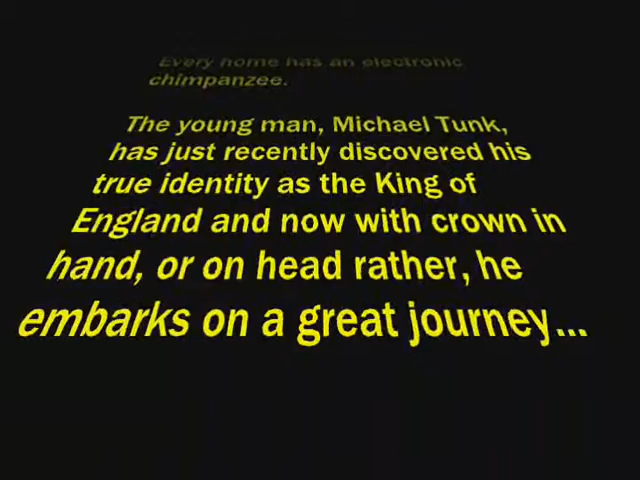 Every home has an electronic
chimpanzee.
The young man, Michael Tunk,
has just recently discovered his
true identity as the King of
England and now with crown in
hand, or on head rather, he
embarks on a great journey...